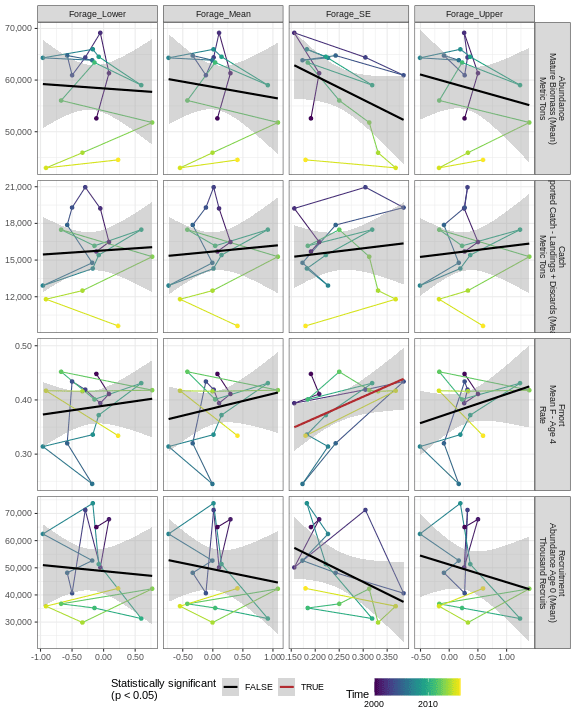 Forage_Lower Forage_Mean Forage_SE Forage_Upper
70,000
60,000
50,000
Abundance
Mature Biomass (Mean)
Metric Tons
21,000
18,000
15,000
12,000
Catch
ported Catch - Landings + Discards (Me
Metric Tons
0.50
0.40
0.30
Fmort
Mean F - Age 4
Rate
70,000
60,000
50,000
40,000
30,000
Recruitment
Abundance Age 0 (Mean)
Thousand Recruits
-1.00 -0.50 0.00 0.50 -0.50 0.00 0.50 1.00 0.150 0.200 0.250 0.300 0.350 -0.50 0.00 0.50 1.00
Statistically significant
(p < 0.05)
FALSE TRUE
Time
2000 2010